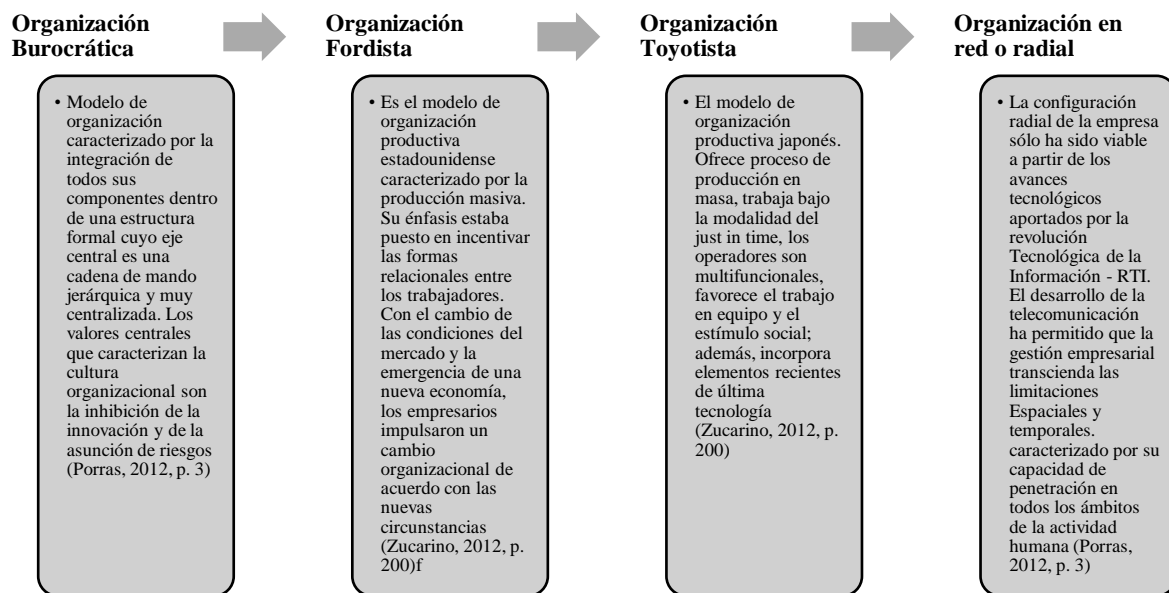 Organización
Burocrática
• Modelo de
organización
caracterizado por la
integración de
todos sus
componentes dentro
de una estructura
formal cuyo eje
central es una
cadena de mando
jerárquica y muy
centralizada. Los
valores centrales
que caracterizan la
cultura
organizacional son
la inhibición de la
innovación y de la
asunción de riesgos
(Porras, 2012, p. 3)
Organización
Fordista
• Es el modelo de
organización
productiva
estadounidense
caracterizado por la
producción masiva.
Su énfasis estaba
puesto en incentivar
las formas
relacionales entre
los trabajadores.
Con el cambio de
las condiciones del
mercado y la
emergencia de una
nueva economía,
los empresarios
impulsaron un
cambio
organizacional de
acuerdo con las
nuevas
circunstancias
(Zucarino, 2012, p.
200)f
Organización
Toyotista
• El modelo de
organización
productiva japonés.
Ofrece proceso de
producción en
masa, trabaja bajo
la modalidad del
just in time, los
operadores son
multifuncionales,
favorece el trabajo
en equipo y el
estímulo social;
además, incorpora
elementos recientes
de última
tecnología
(Zucarino, 2012, p.
200)
Organización en
red o radial
• La configuración
radial de la empresa
sólo ha sido viable
a partir de los
avances
tecnológicos
aportados por la
revolución
Tecnológica de la
Información - RTI.
El desarrollo de la
telecomunicación
ha permitido que la
gestión empresarial
transcienda las
limitaciones
Espaciales y
temporales.
caracterizado por su
capacidad de
penetración en
todos los ámbitos
de la actividad
humana (Porras,
2012, p. 3)